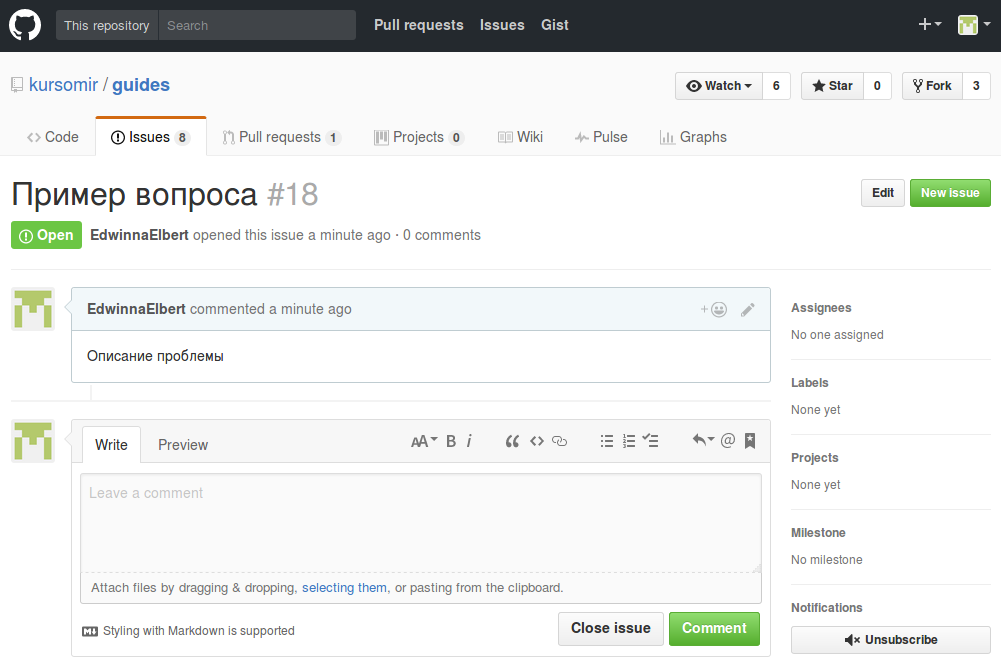 This repository Search Pull requests Issues Gist
kursomir / guides Watch 6 Star 0 Fork 3
Code Issues 8 Pull requests 1 Projects 0 Wiki Pulse Graphs
Пример вопроса #18 Edit New issue
Open EdwinnaElbert opened this issue a minute ago · 0 comments
EdwinnaElbert commented a minute ago
Описание проблемы
Assignees
No one assigned
Labels
None yet
Projects
None yet
Milestone
No milestone
Notifications
Unsubscribe
Write Preview AA B i
Leave a comment
Attach files by dragging & dropping, selecting them, or pasting from the clipboard.
Styling with Markdown is supported Close issue Comment